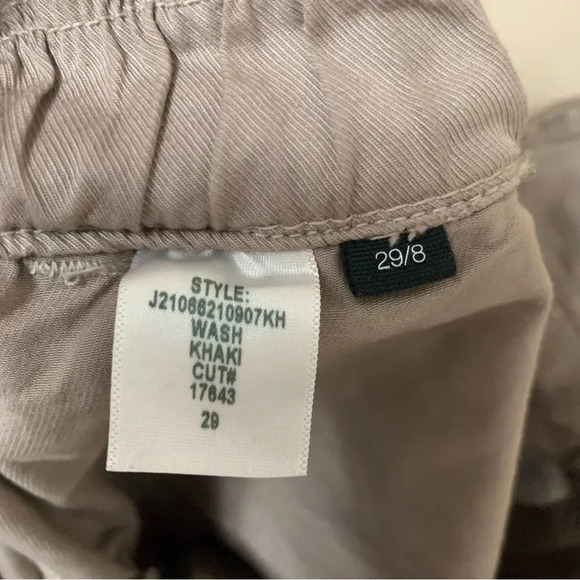 STYLE:
J21066210907KH
WASH
KHAKI
CUT#
17643
29
29/8